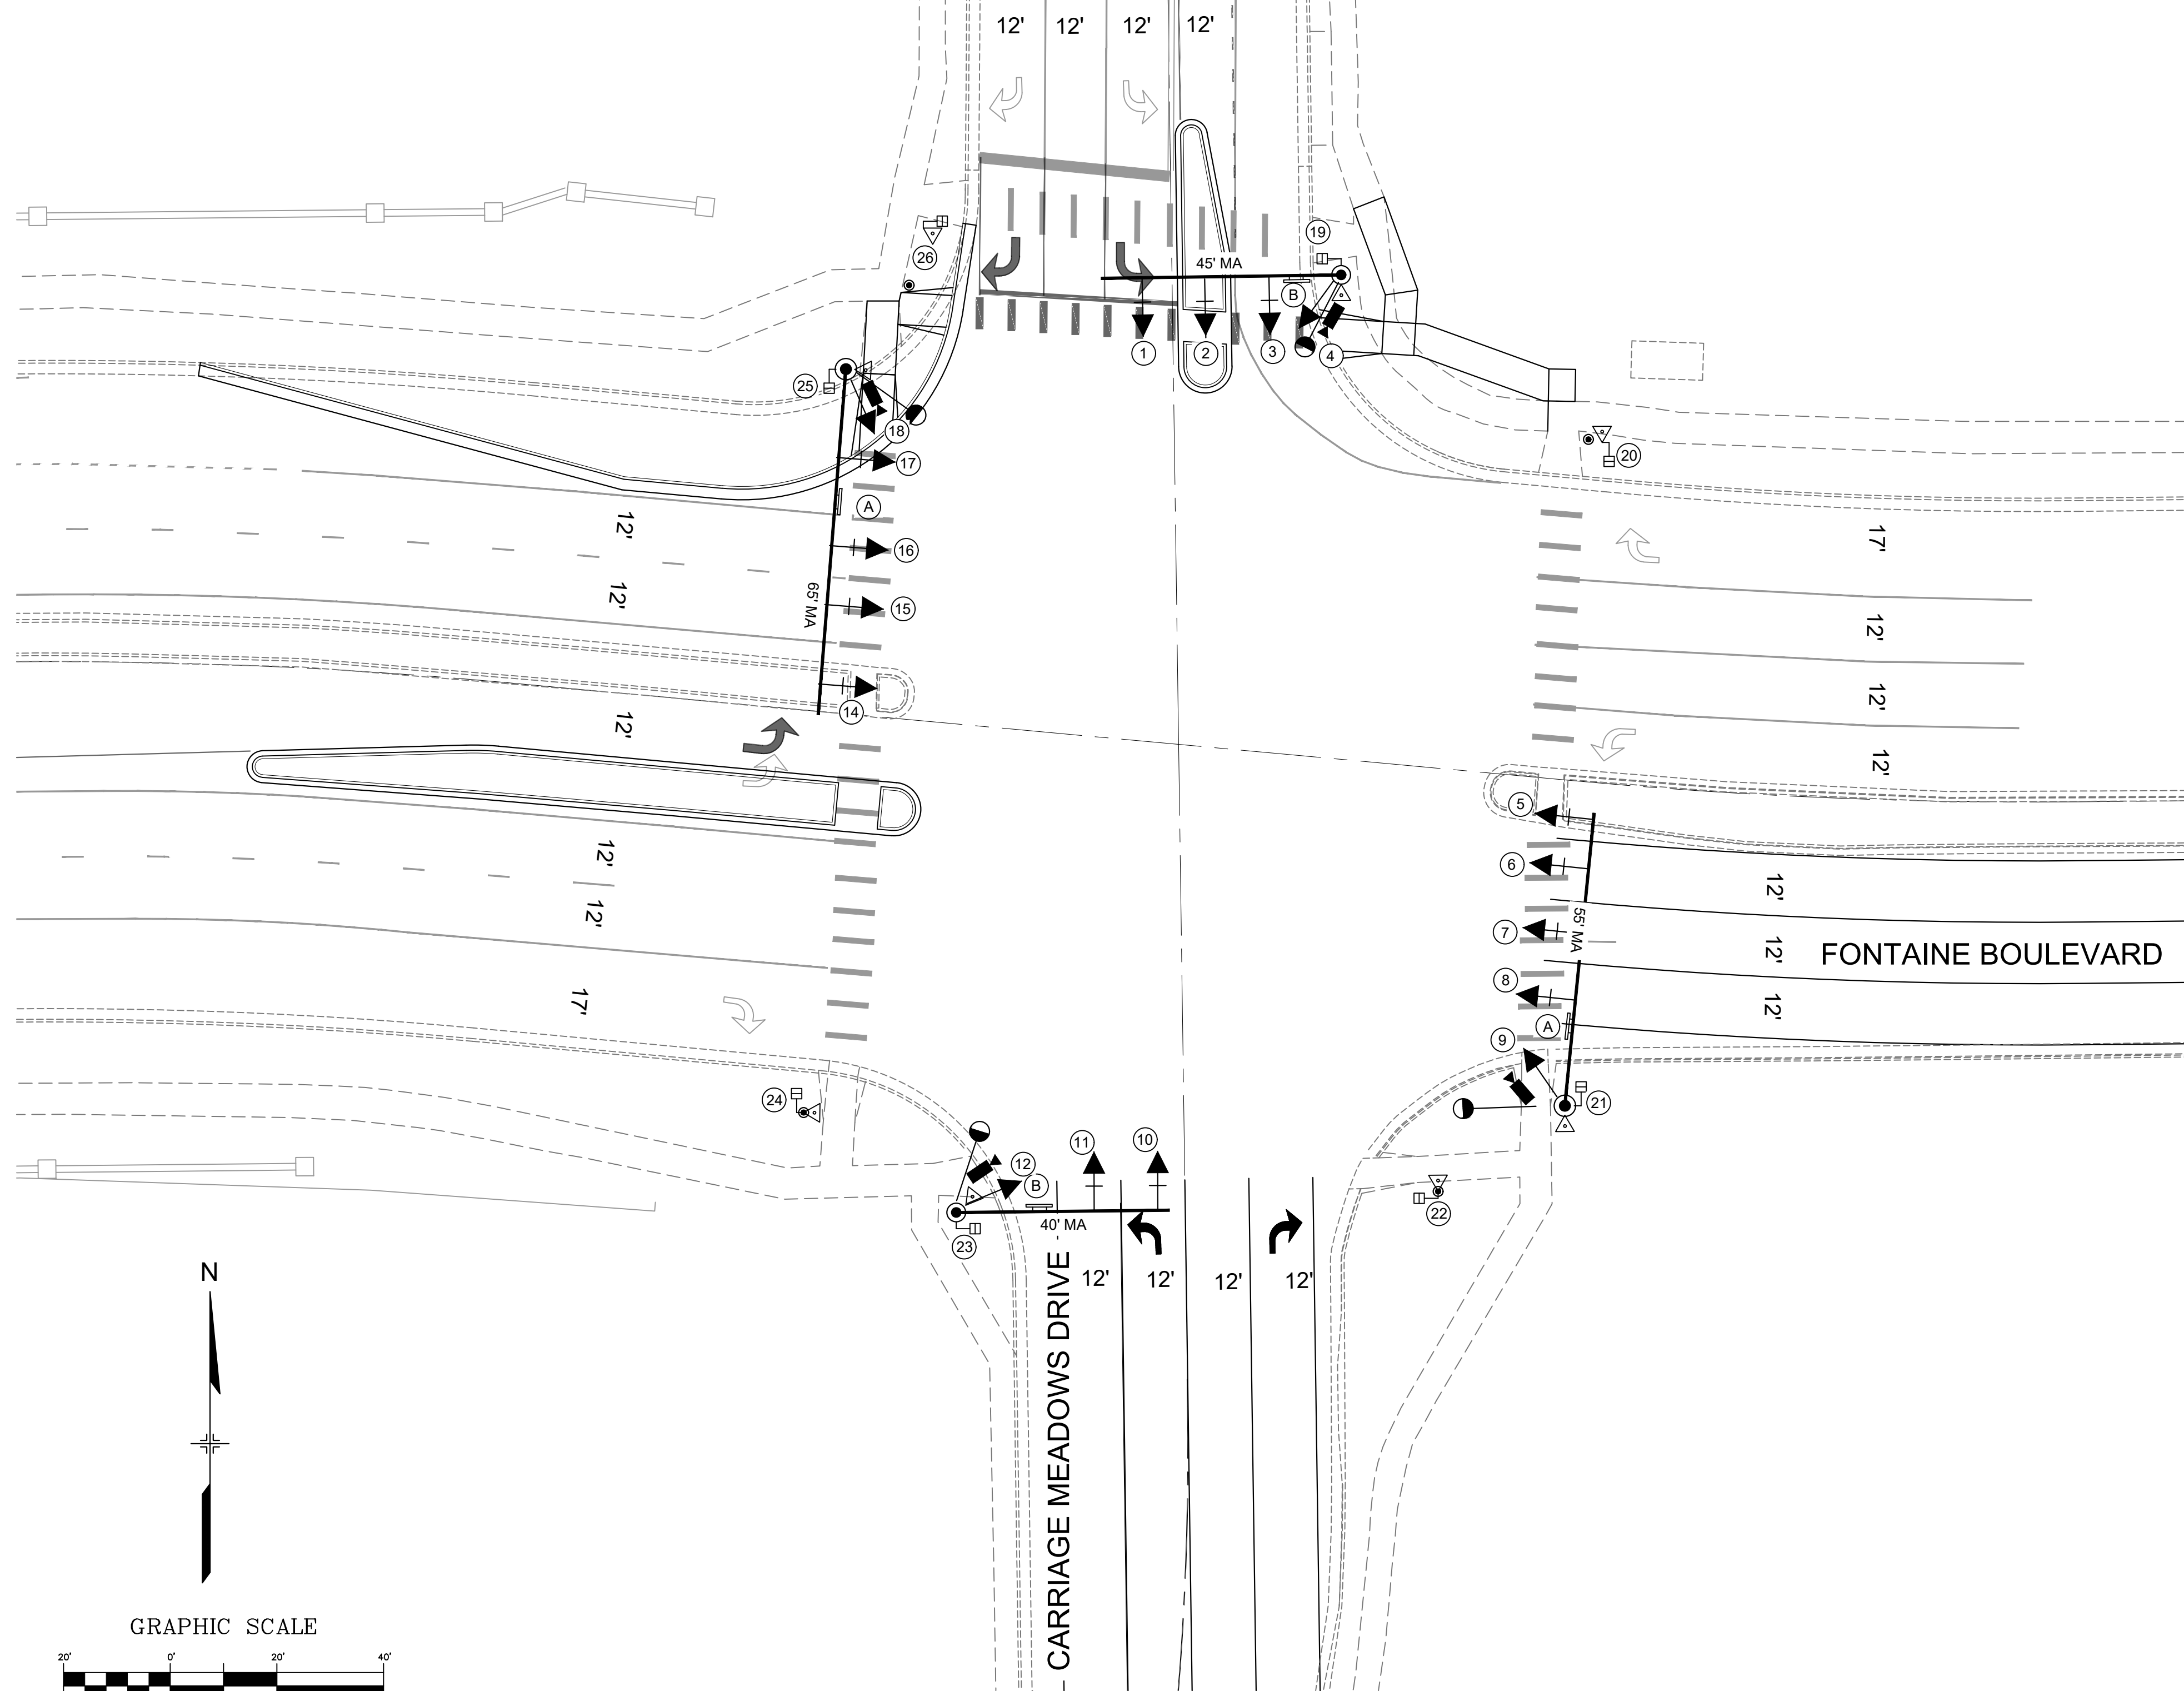 12' 12' 12' 12'
19
26
45' MA
B
1 2 3 4
25
18
17
20
A
12'
17'
16
12'
65' MA
15
12'
12'
14
12'
12'
5
12'
6
12'
12'
55' MA
7
12'
FONTAINE BOULEVARD
8
12'
17'
A
9
24
21
11 10
12
B
22
40' MA
23
CARRIAGE MEADOWS DRIVE
12' 12' 12' 12'
N
GRAPHIC SCALE
20' 0' 20' 40'